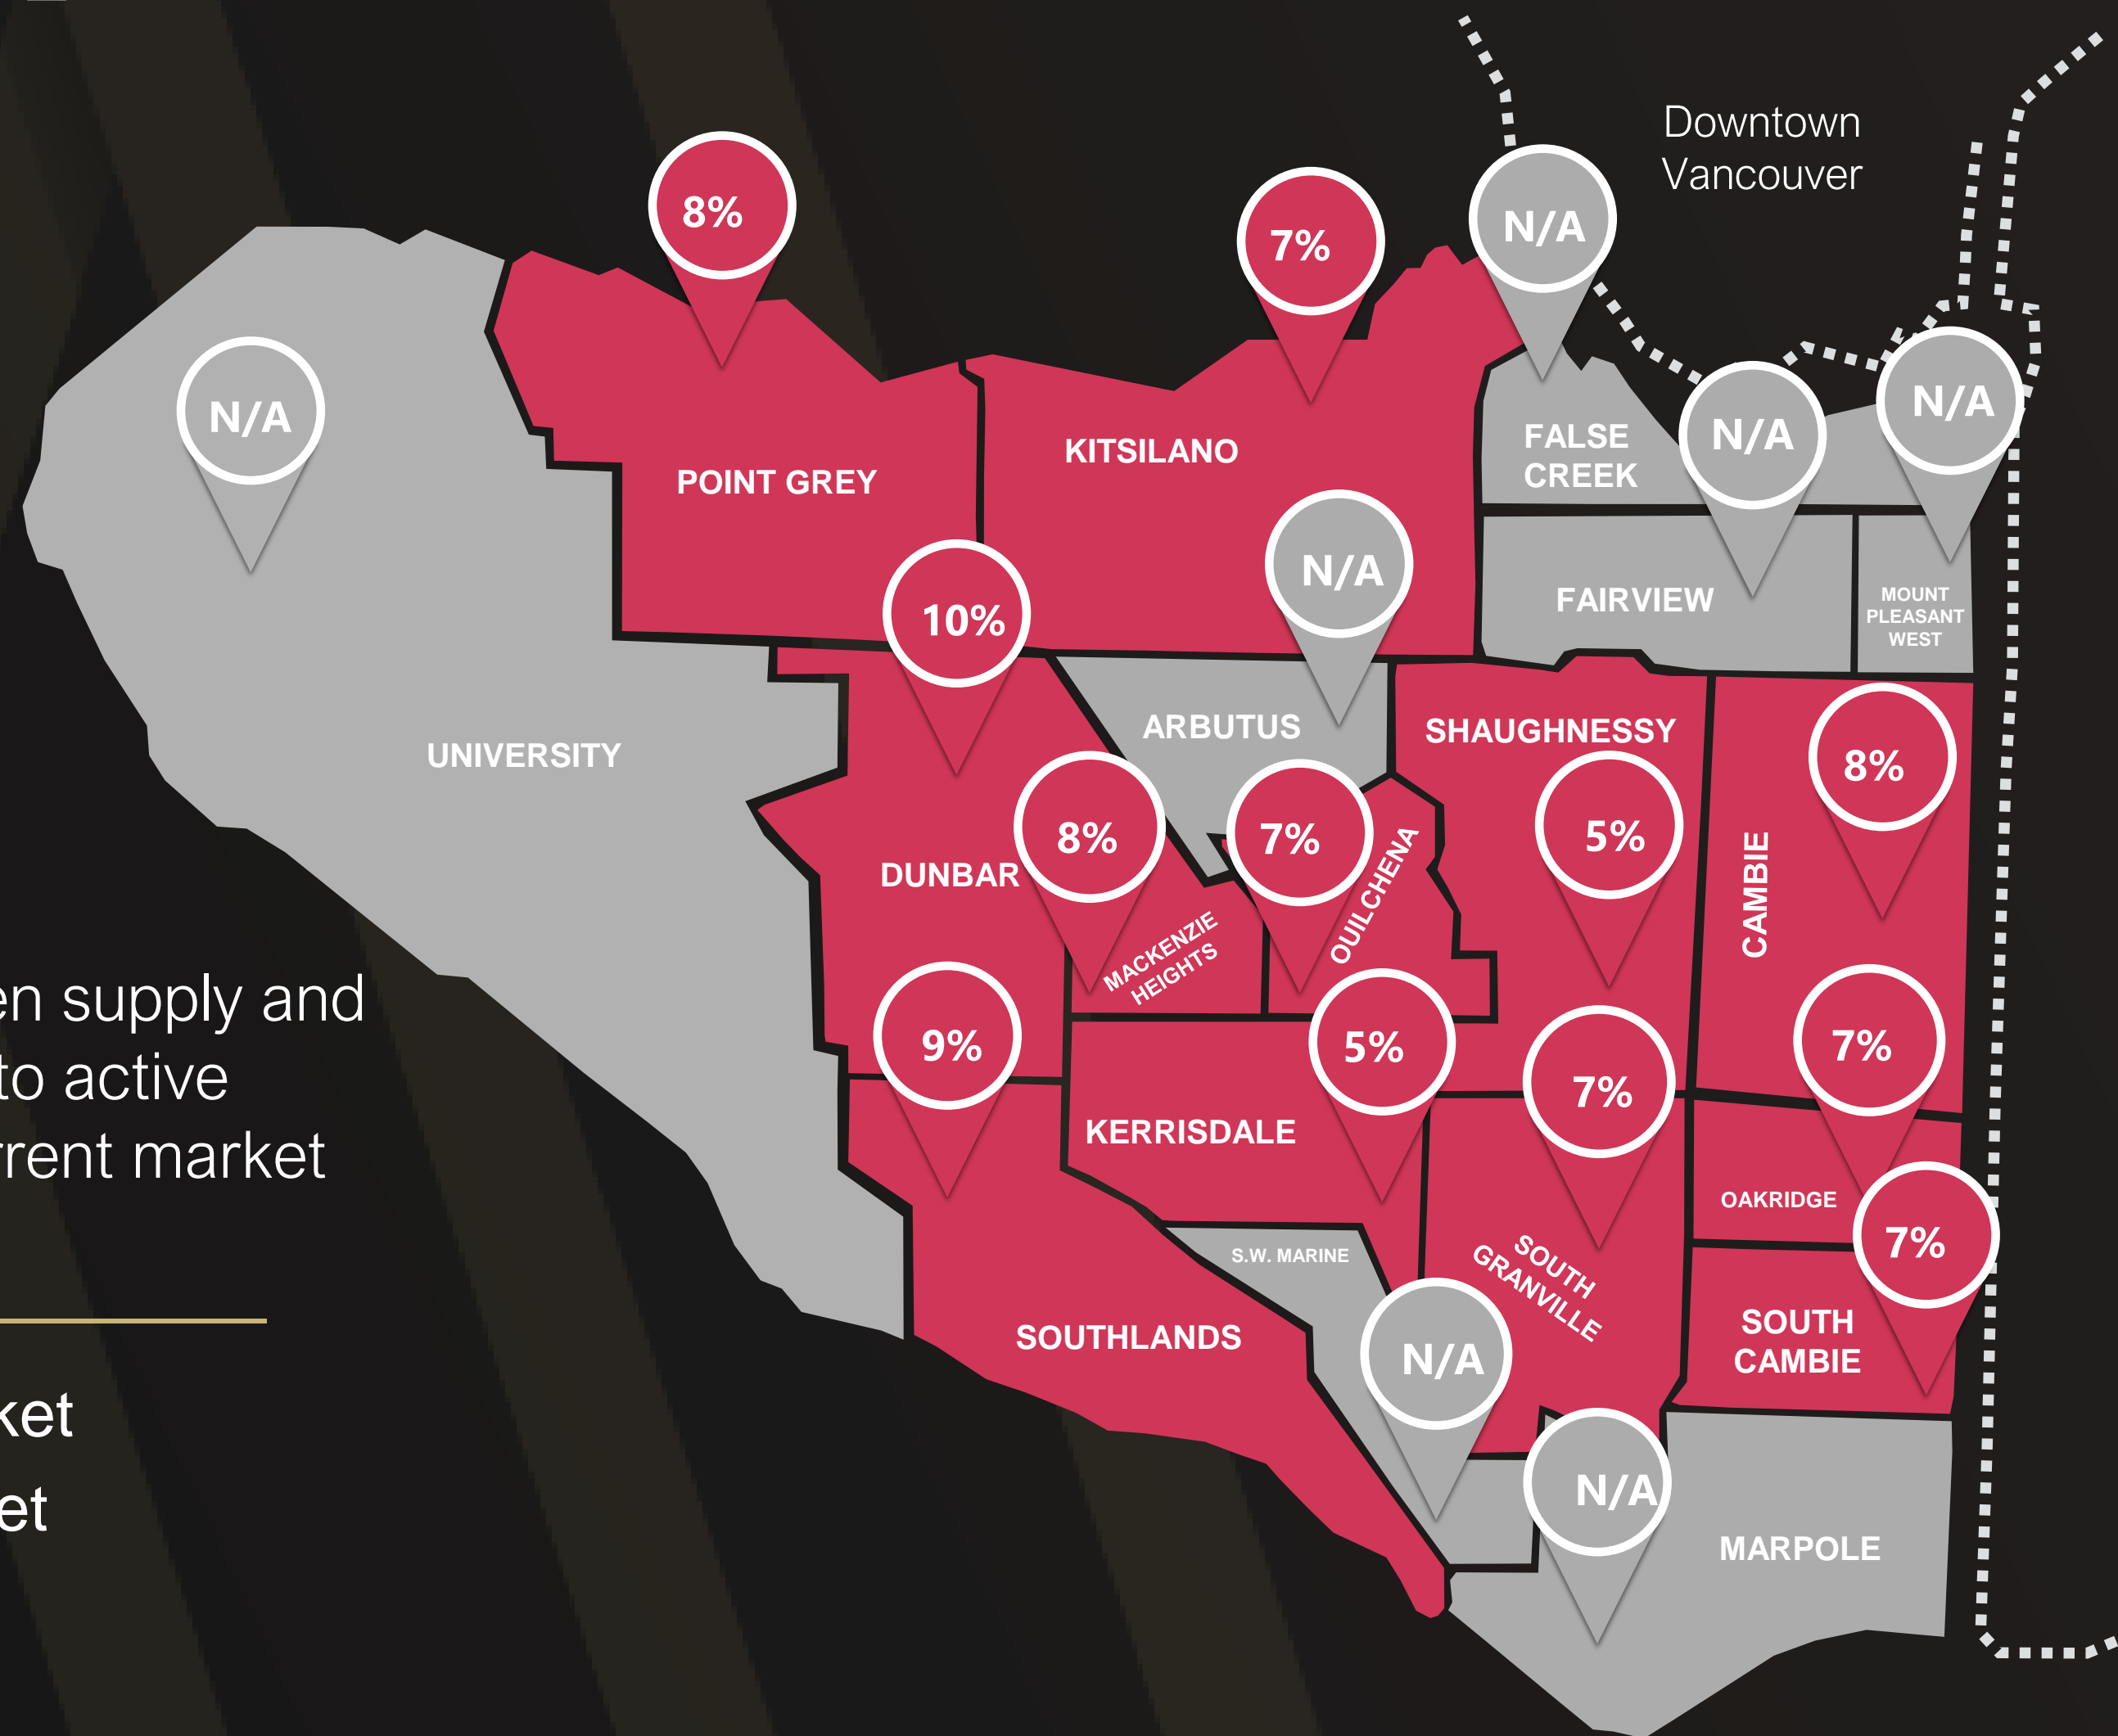 Downtown
Vancouver
8%
7%
N/A
N/A
N/A
N/A
FALSE
CREEK
KITSILANO
POINT GREY
N/A
FAIRVIEW
MOUNT
PLEASANT
WEST
10%
ARBUTUS
SHAUGHNESSY
UNIVERSITY
8%
8%
7%
5%
DUNBAR
CAMBIE
QUILCHENA
MACKENZIE
HEIGHTS
en supply and
9%
5%
7%
7%
to active
KERRISDALE
rrent market
OAKRIDGE
7%
S.W. MARINE
SOUTH
GRANVILLE
SOUTHLANDS
SOUTH
CAMBIE
N/A
ket
N/A
et
MARPOLE